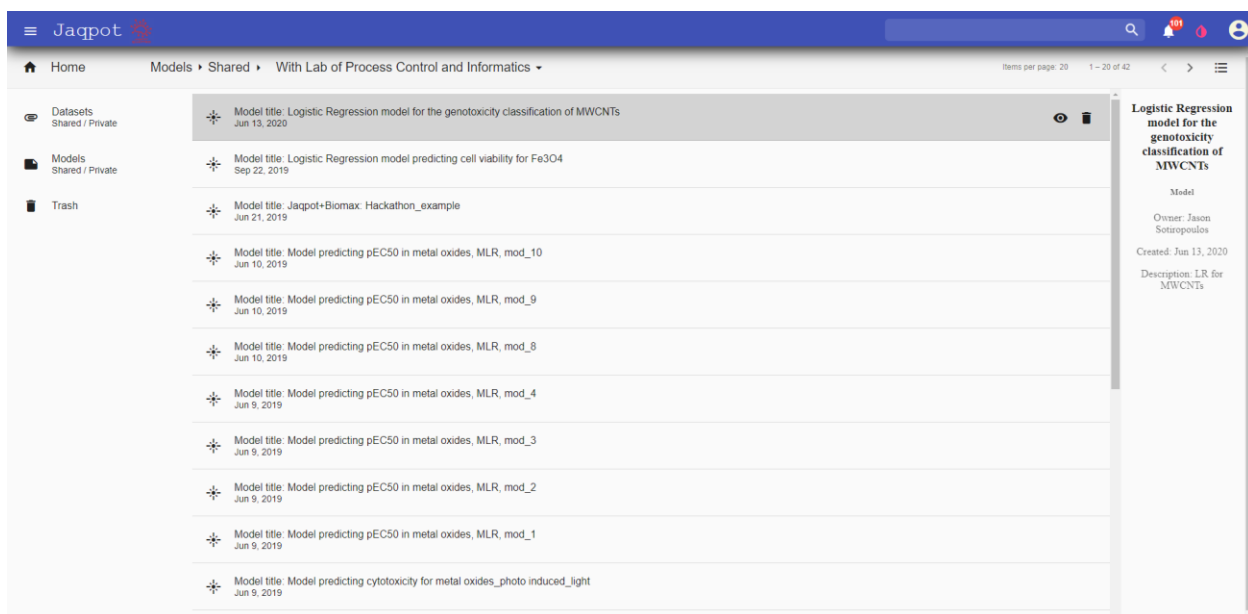 Jaqpot
101
Home
Models ▸ Shared ▸ With Lab of Process Control and Informatics
Items per page: 20
1 – 20 of 42
Datasets
Shared / Private
Models
Shared / Private
Trash
Model title: Logistic Regression model for the genotoxicity classification of MWCNTs
Jun 13, 2020
Model title: Logistic Regression model predicting cell viability for Fe3O4
Sep 22, 2019
Model title: Jaqpot+Biomax: Hackathon_example
Jun 21, 2019
Model title: Model predicting pEC50 in metal oxides, MLR, mod_10
Jun 10, 2019
Model title: Model predicting pEC50 in metal oxides, MLR, mod_9
Jun 10, 2019
Model title: Model predicting pEC50 in metal oxides, MLR, mod_8
Jun 10, 2019
Model title: Model predicting pEC50 in metal oxides, MLR, mod_4
Jun 9, 2019
Model title: Model predicting pEC50 in metal oxides, MLR, mod_3
Jun 9, 2019
Model title: Model predicting pEC50 in metal oxides, MLR, mod_2
Jun 9, 2019
Model title: Model predicting pEC50 in metal oxides, MLR, mod_1
Jun 9, 2019
Model title: Model predicting cytotoxicity for metal oxides_photo induced_light
Jun 9, 2019
Logistic Regression
model for the
genotoxicity
classification of
MWCNTs
Model
Owner: Jason
Sotiropoulos
Created: Jun 13, 2020
Description: LR for
MWCNTs